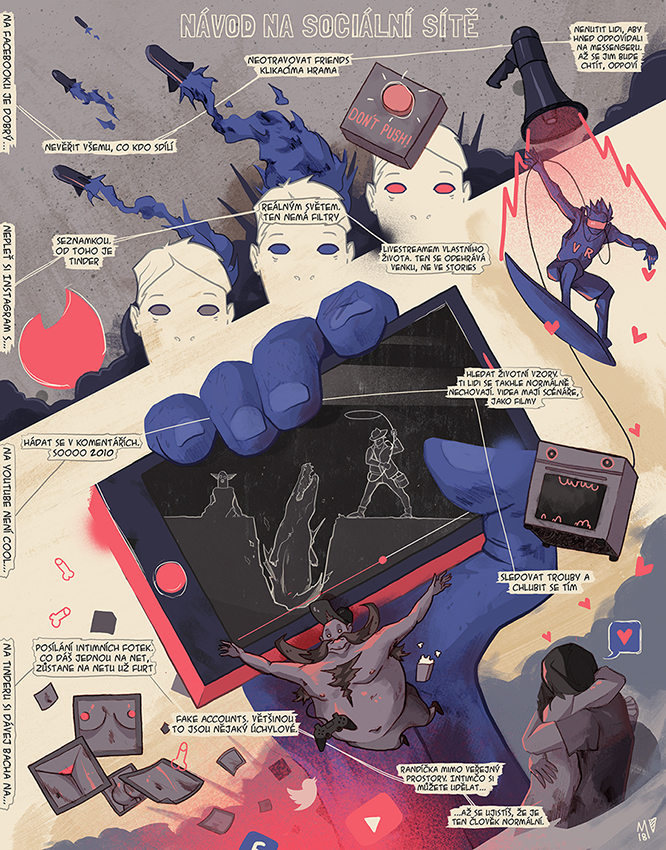 NÁVOD NA SOCIÁLNÍ SÍTĚ
NA FACEBOOKU JE DOBRÝ...
NEVĚŘIT VŠEMU, CO KDO SDÍLÍ
NEOTRAVOVAT FRIENDS
KLIKACÍMA HRAMA
NENUTIT LIDI, ABY
HNED ODPOVÍDALI
NA MESSENGERU.
AŽ SE JIM BUDE
CHTÍT, ODPOVÍ
DON'T PUSH!
NEPLEŤ SI INSTAGRAM S...
SEZNAMKOU.
OD TOHO JE
TINDER
REÁLNÝM SVĚTEM.
TEN NEMÁ FILTRY
LIVESTREAMEM VLASTNÍHO
ŽIVOTA. TEN SE ODEHRÁVÁ
VENKU, NE VE STORIES
VR
NA YOUTUBE NENÍ COOL...
HÁDAT SE V KOMENTÁŘÍCH.
SOOOO 2010
HLEDAT ŽIVOTNÍ VZORY.
TI LIDI SE TAKHLE NORMÁLNĚ
NECHOVAJÍ. VIDEA MAJÍ SCÉNÁŘE,
JAKO FILMY
SLEDOVAT TROUBY A
CHLUBIT SE TÍM
NA TINDERU SI DÁVEJ BACHA NA...
POSÍLÁNÍ INTIMNÍCH FOTEK.
CO DÁŠ JEDNOU NA NET,
ZŮSTANE NA NETU UŽ FURT
FAKE ACCOUNTS. VĚTŠINOU
TO JSOU NĚJAKÝ ÚCHYLOVÉ.
RANDÍČKA MIMO VEŘEJNÝ
PROSTORY. INTIMČO SI
MŮŽETE UDĚLAT...
...AŽ SE UJISTÍŠ, ŽE JE
TEN ČLOVĚK NORMÁLNÍ.